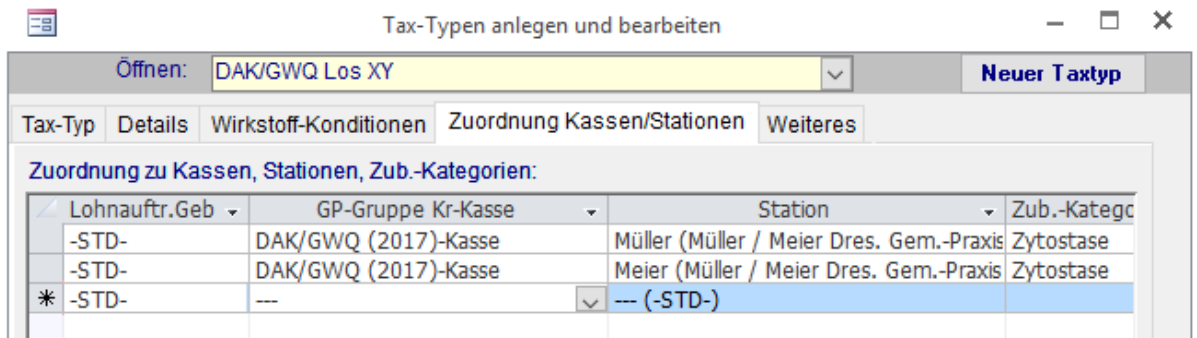 Tax-Typen anlegen und bearbeiten
Öffnen: DAK/GWQ Los XY Neuer Taxtyp
Tax-Typ Details Wirkstoff-Konditionen Zuordnung Kassen/Stationen Weiteres
Zuordnung zu Kassen, Stationen, Zub.-Kategorien:
Lohnauftr.Geb GP-Gruppe Kr-Kasse Station Zub.-Katego
-STD- DAK/GWQ (2017)-Kasse Müller (Müller / Meier Dres. Gem.-Praxis Zytostase
-STD- DAK/GWQ (2017)-Kasse Meier (Müller / Meier Dres. Gem.-Praxis Zytostase
* -STD- --- --- (-STD-)